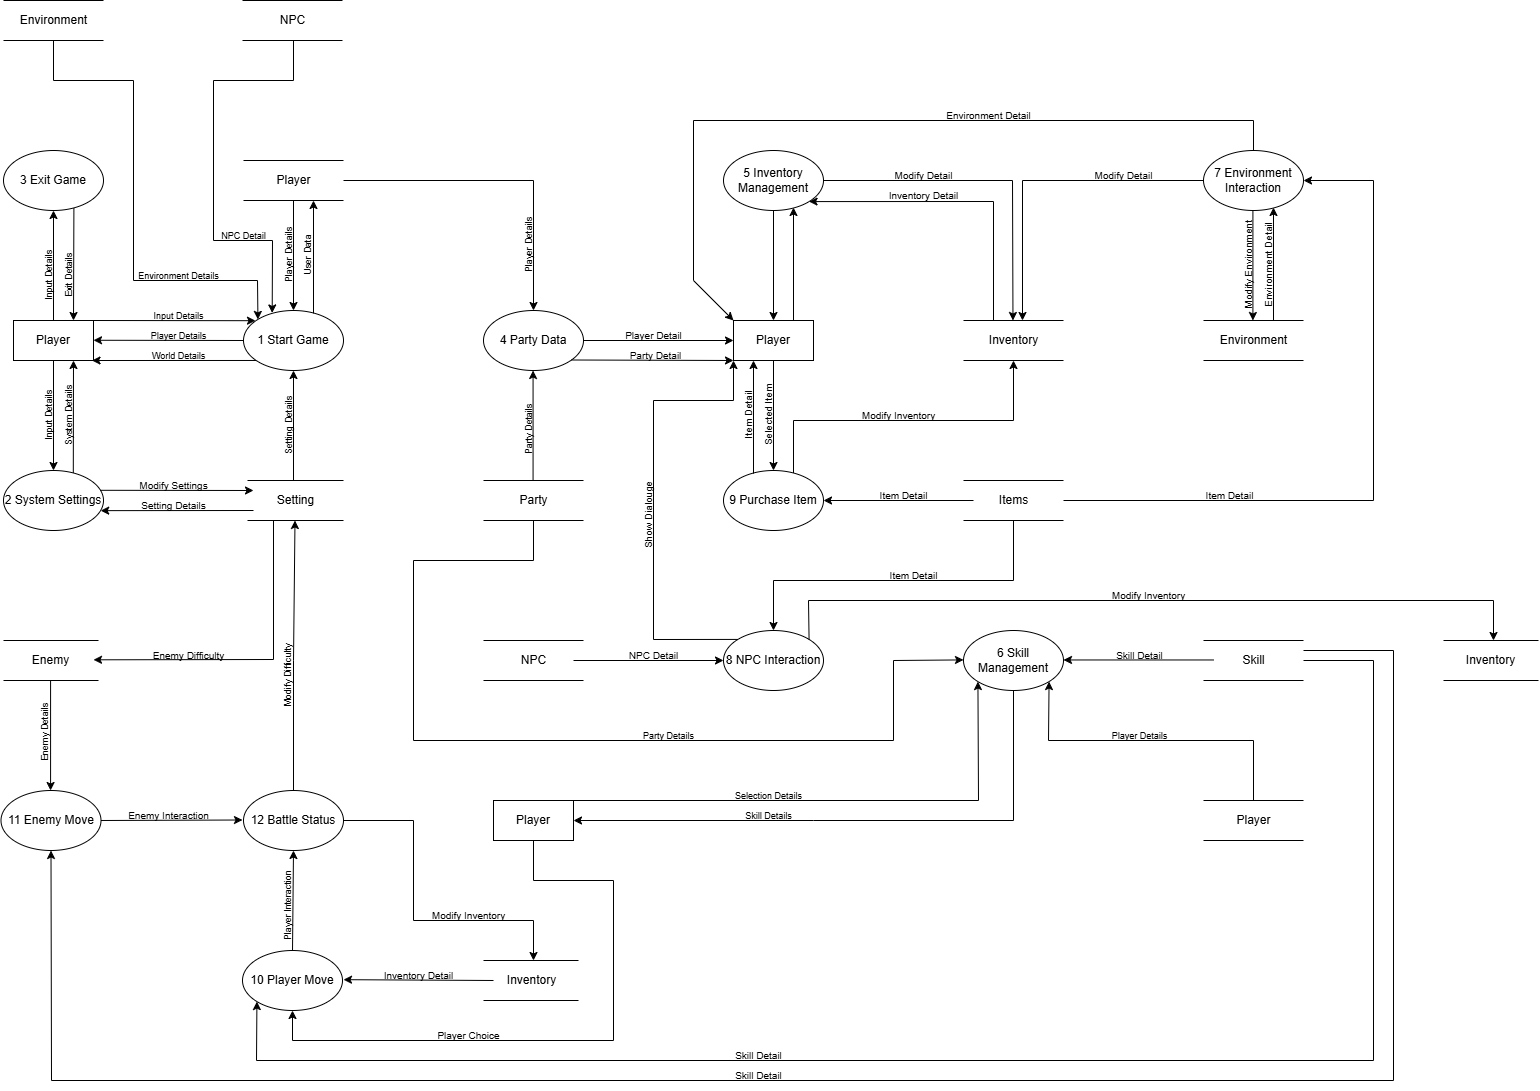 Environment
NPC
Environment Detail
3 Exit Game
Player
5 Inventory
Management
7 Environment
Interaction
Modify Detail
Modify Detail
Inventory Detail
NPC Detail
Player Details
User Data
Player Details
Modify Environment
Environment Detail
Input Details
Exit Details
Environment Details
Input Details
Player Details
World Details
Player
1 Start Game
4 Party Data
Player Detail
Party Detail
Player
Inventory
Environment
Input Details
System Details
Setting Details
Party Details
Item Detail
Selected Item
Modify Inventory
2 System Settings
Modify Settings
Setting Details
Setting
Party
Show Dialouge
9 Purchase Item
Item Detail
Items
Item Detail
Item Detail
Modify Inventory
Enemy
Enemy Difficulty
Modify Difficulty
NPC
NPC Detail
8 NPC Interaction
6 Skill
Management
Skill Detail
Skill
Inventory
Enemy Details
Party Details
Player Details
Selection Details
Skill Details
11 Enemy Move
Enemy Interaction
12 Battle Status
Player
Player
Player Interaction
Modify Inventory
10 Player Move
Inventory Detail
Inventory
Player Choice
Skill Detail
Skill Detail